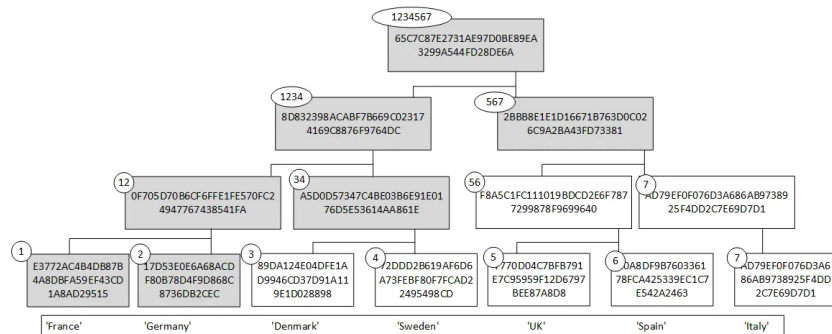 1234567
65C7C87E2731AE97D0BE89EA
3299A544FD28DE6A
1234
8D832398ACABF7B669C02317
4169C8876F9764DC
567
2BBB8E1E1D16671B763D0C02
6C9A2BA43FD73381
12
0F705D70B6CF6FFE1FE570FC2
4947767438541FA
34
A5D0D57347C4BE03B6E91E01
76D5E53614AA861E
56
F8A5C1FC111019BDCD2E6F787
7299878F9699640
7
AD79EF0F076D3A686AB97389
25F4DD2C7E69D7D1
1
E3772AC4B4DB87B
4A8DBFA59EF43CD
1A8AD29515
2
17D53E0E6A68ACD
F80B78D4F9D868C
8736DB2CEC
3
89DA124E04DFE1A
D9946CD37D91A11
9E1D028898
4
72DDD2B619AF6D6
A73FEBF80F7FCAD2
2495498CD
5
F770D04C7BFB791
E7C95959F12D6797
BEE87A8D8
6
0A8DF9B7603361
78FCA425339EC1C7
E542A2463
7
AD79EF0F076D3A6
86AB9738925F4DD
2C7E69D7D1
'France' 'Germany' 'Denmark' 'Sweden' 'UK' 'Spain' 'Italy'